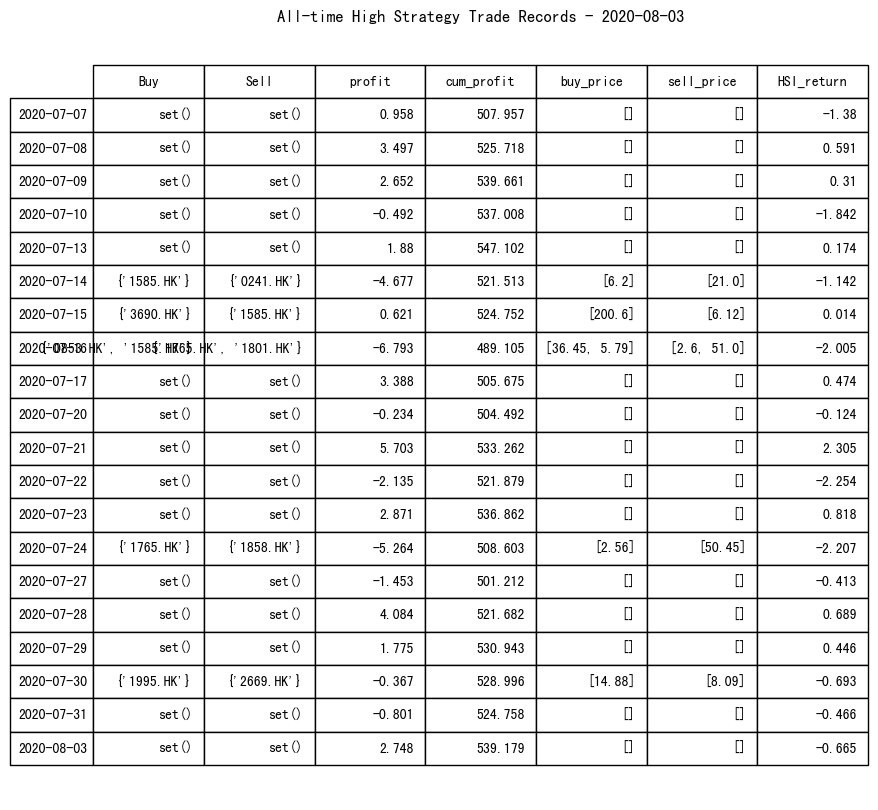 All-time High Strategy Trade Records - 2020-08-03
Buy Sell profit cum_profit buy_price sell_price HSI_return
2020-07-07 set() set() 0.958 507.957 [] [] -1.38
2020-07-08 set() set() 3.497 525.718 [] [] 0.591
2020-07-09 set() set() 2.652 539.661 [] [] 0.31
2020-07-10 set() set() -0.492 537.008 [] [] -1.842
2020-07-13 set() set() 1.88 547.102 [] [] 0.174
2020-07-14 {'1585.HK'} {'0241.HK'} -4.677 521.513 [6.2] [21.0] -1.142
2020-07-15 {'3690.HK'} {'1585.HK'} 0.621 524.752 [200.6] [6.12] 0.014
2020-07-16 {'0853.HK', '1585.HK'} {'1765.HK', '1801.HK'} -6.793 489.105 [36.45, 5.79] [2.6, 51.0] -2.005
2020-07-17 set() set() 3.388 505.675 [] [] 0.474
2020-07-20 set() set() -0.234 504.492 [] [] -0.124
2020-07-21 set() set() 5.703 533.262 [] [] 2.305
2020-07-22 set() set() -2.135 521.879 [] [] -2.254
2020-07-23 set() set() 2.871 536.862 [] [] 0.818
2020-07-24 {'1765.HK'} {'1858.HK'} -5.264 508.603 [2.56] [50.45] -2.207
2020-07-27 set() set() -1.453 501.212 [] [] -0.413
2020-07-28 set() set() 4.084 521.682 [] [] 0.689
2020-07-29 set() set() 1.775 530.943 [] [] 0.446
2020-07-30 {'1995.HK'} {'2669.HK'} -0.367 528.996 [14.88] [8.09] -0.693
2020-07-31 set() set() -0.801 524.758 [] [] -0.466
2020-08-03 set() set() 2.748 539.179 [] [] -0.665